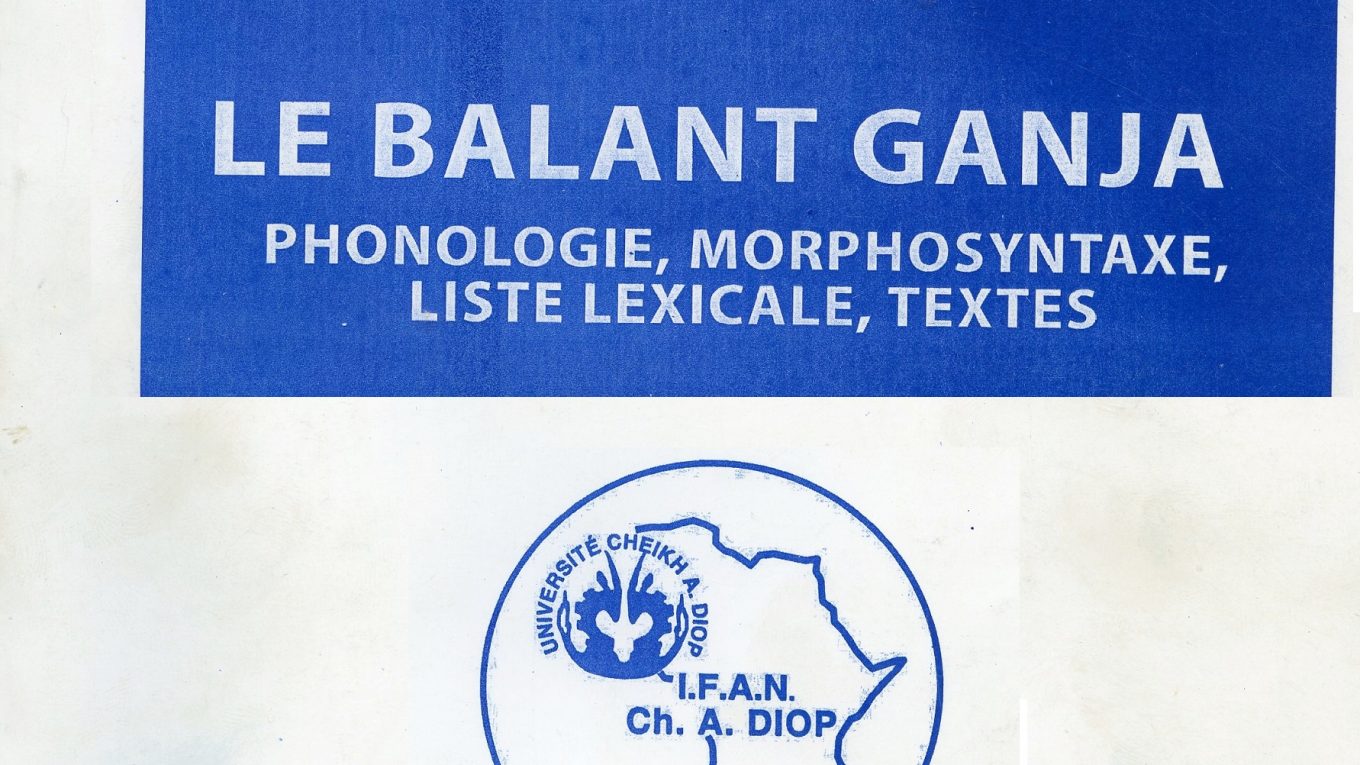 LE BALANT GANJA
PHONOLOGIE, MORPHOSYNTAXE,
LISTE LEXICALE, TEXTES
UNIVERSITÉ CHEIKH A. DIOP
I.F.A.N.
Ch. A. DIOP